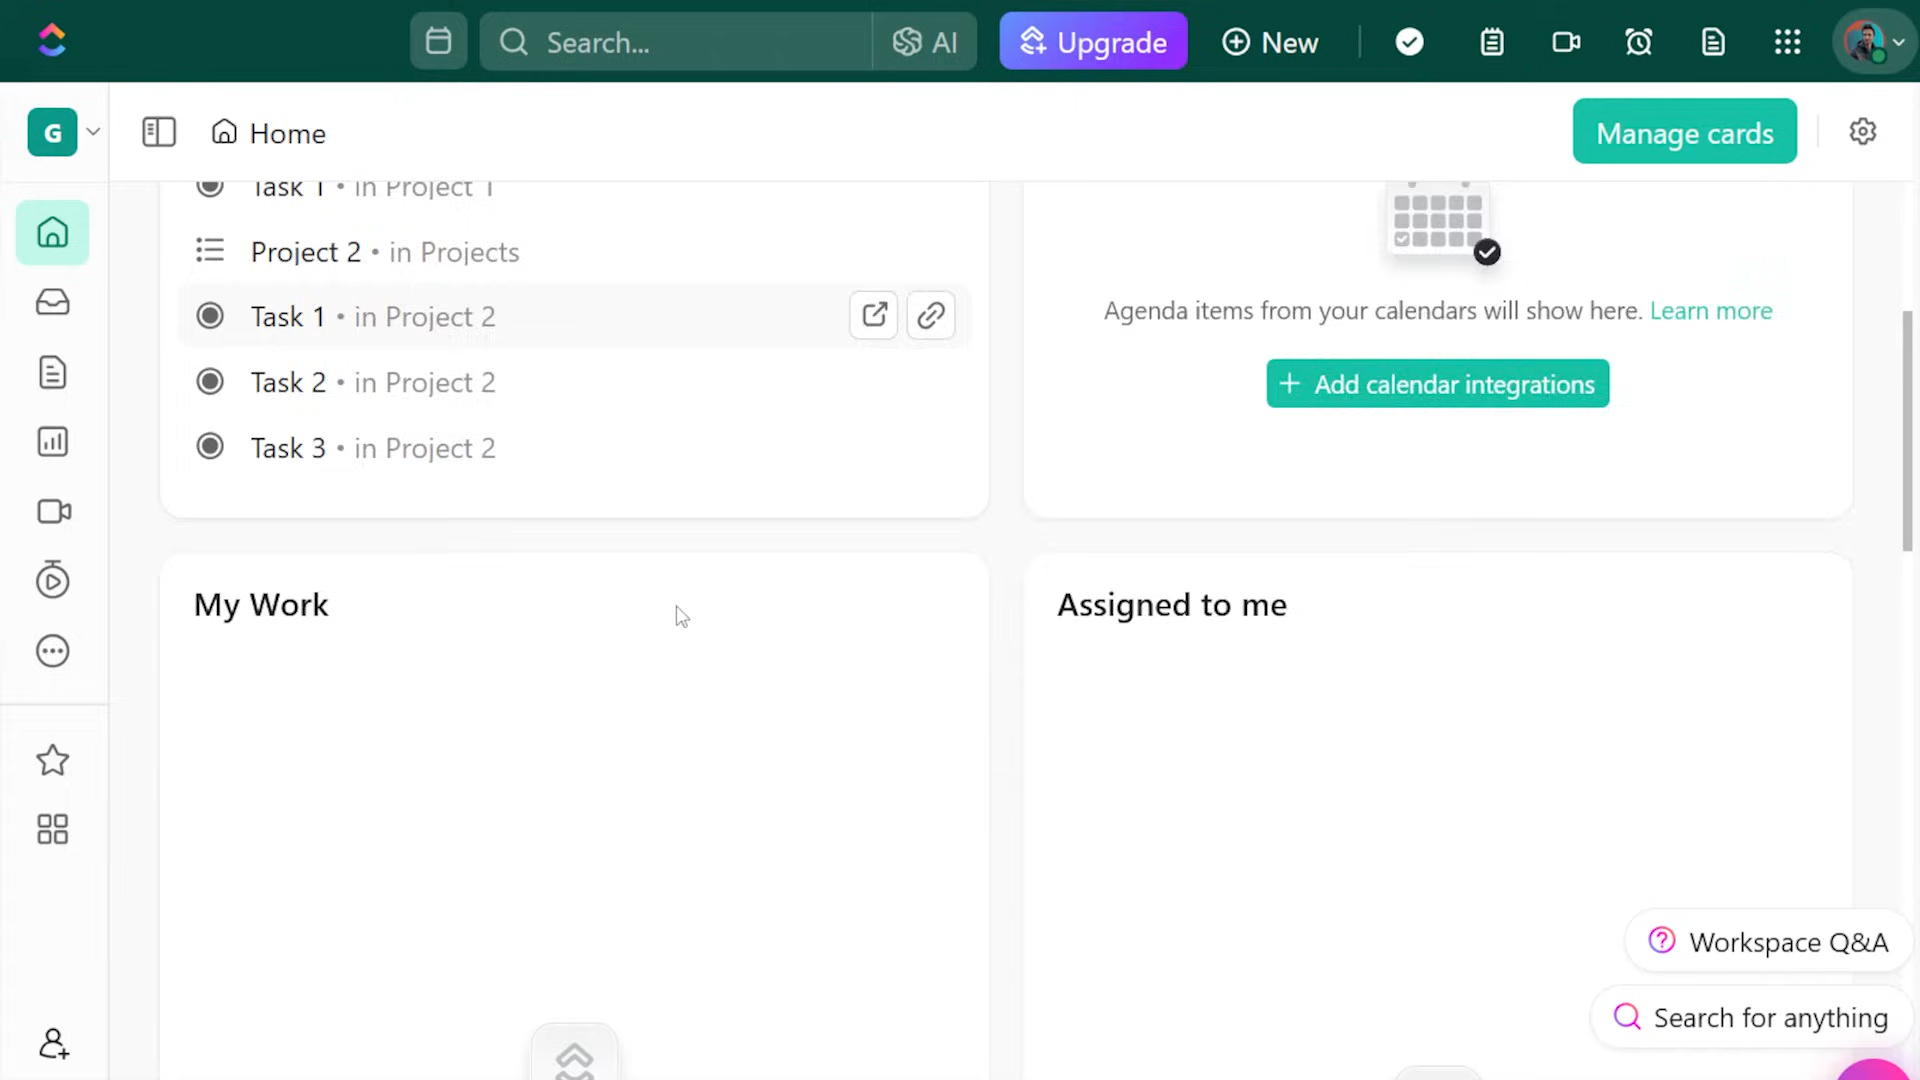 Search...
AI
Upgrade
New
G
Home
Manage cards
Task 1 • in Project 1
Project 2 • in Projects
Task 1 • in Project 2
Task 2 • in Project 2
Task 3 • in Project 2
Agenda items from your calendars will show here. Learn more
+ Add calendar integrations
My Work
Assigned to me
Workspace Q&A
Search for anything